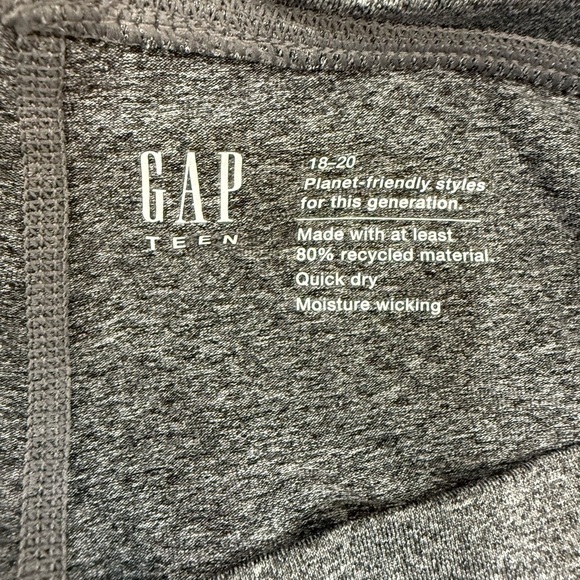 GAP
TEEN
18–20
Planet-friendly styles
for this generation.
Made with at least
80% recycled material.
Quick dry
Moisture wicking